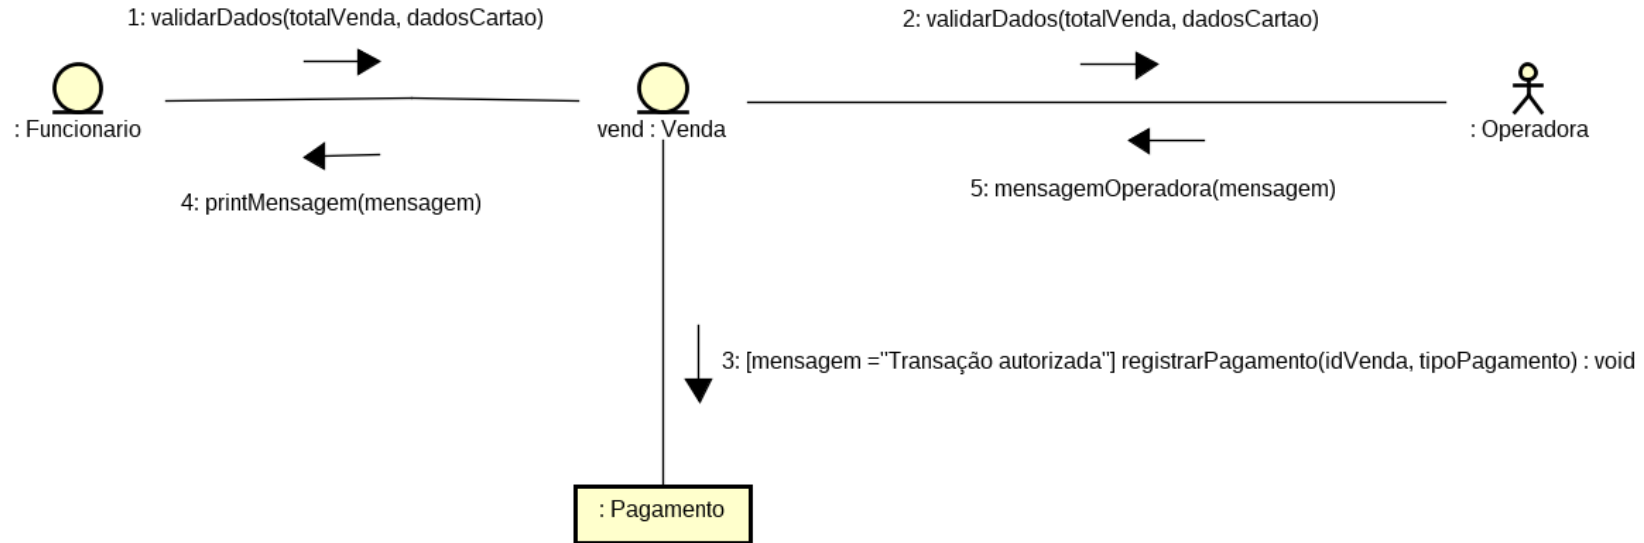 1: validarDados(totalVenda, dadosCartao)
2: validarDados(totalVenda, dadosCartao)
: Funcionario
vend : Venda
: Operadora
4: printMensagem(mensagem)
5: mensagemOperadora(mensagem)
3: [mensagem ="Transação autorizada"] registrarPagamento(idVenda, tipoPagamento) : void
: Pagamento